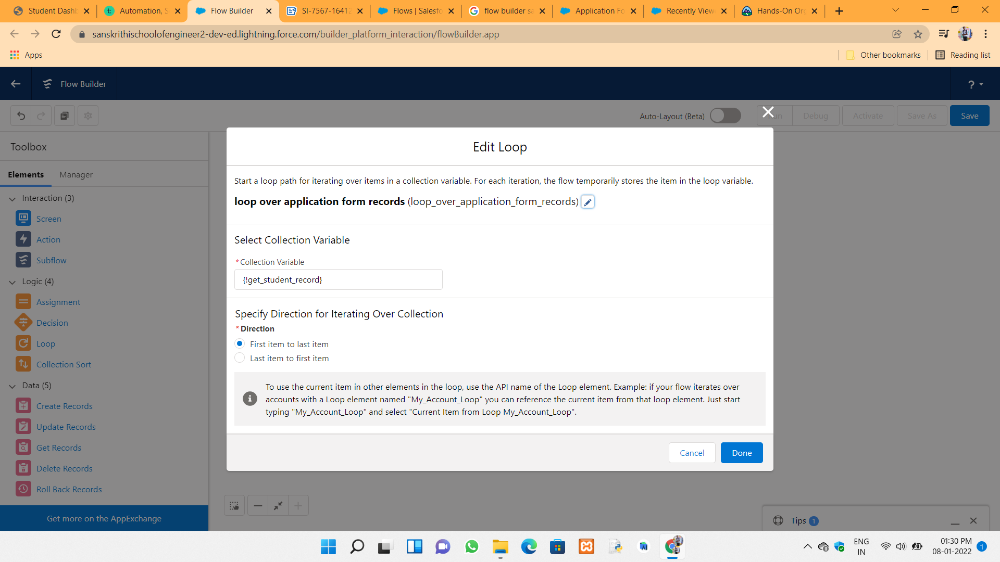 Student Dashb
Automation, S
Flow Builder
SI-7567-16412
Flows | Salesfo
flow builder sa
Application Fo
Recently View
Hands-On Org
sanskrithischoolofengineer2-dev-ed.lightning.force.com/builder_platform_interaction/flowBuilder.app
Apps
Other bookmarks
Reading list
Flow Builder
?
Auto-Layout (Beta)
Debug
Activate
Save As
Save
Toolbox
Elements
Manager
Interaction (3)
Screen
Action
Subflow
Logic (4)
Assignment
Decision
Loop
Collection Sort
Data (5)
Create Records
Update Records
Get Records
Delete Records
Roll Back Records
Get more on the AppExchange
Edit Loop
Start a loop path for iterating over items in a collection variable. For each iteration, the flow temporarily stores the item in the loop variable.
loop over application form records (loop_over_application_form_records)
Select Collection Variable
*Collection Variable
{!get_student_record}
Specify Direction for Iterating Over Collection
*Direction
First item to last item
Last item to first item
To use the current item in other elements in the loop, use the API name of the Loop element. Example: if your flow iterates over
accounts with a Loop element named "My_Account_Loop" you can reference the current item from that loop element. Just start
typing "My_Account_Loop" and select "Current Item from Loop My_Account_Loop".
Cancel
Done
Tips 1
ENG
IN
01:30 PM
08-01-2022
1